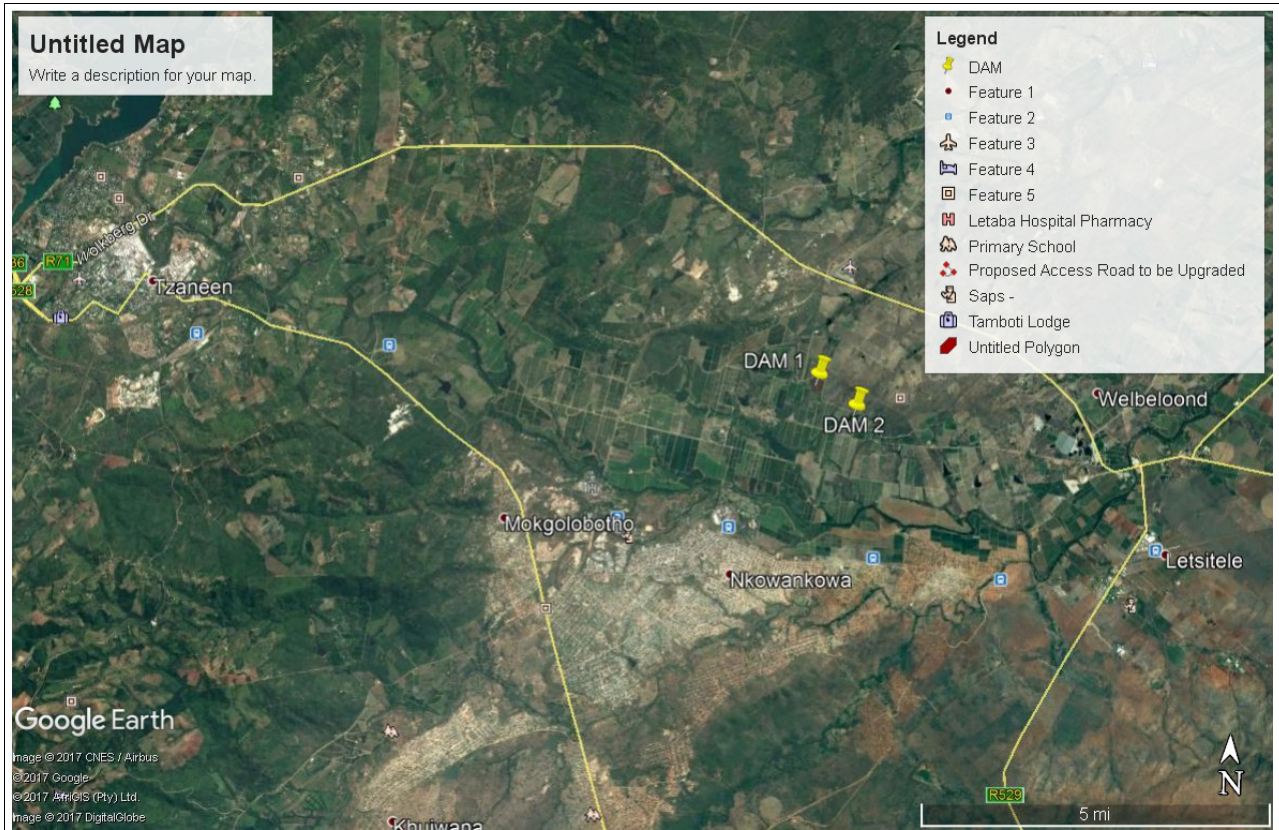 Untitled Map
Write a description for your map.
Legend
DAM
Feature 1
Feature 2
Feature 3
Feature 4
Feature 5
Letaba Hospital Pharmacy
Primary School
Proposed Access Road to be Upgraded
Saps -
Tamboti Lodge
Untitled Polygon
Wolkberg Dr
R71
Tzaneen
DAM 1
DAM 2
Welbeloond
Mokgolobotho
Nkowankowa
Letsitele
Google Earth
Image © 2017 CNES / Airbus
© 2017 Google
© 2017 AfriGIS (Pty) Ltd.
Image © 2017 DigitalGlobe
Khujwana
R529
N
5 mi